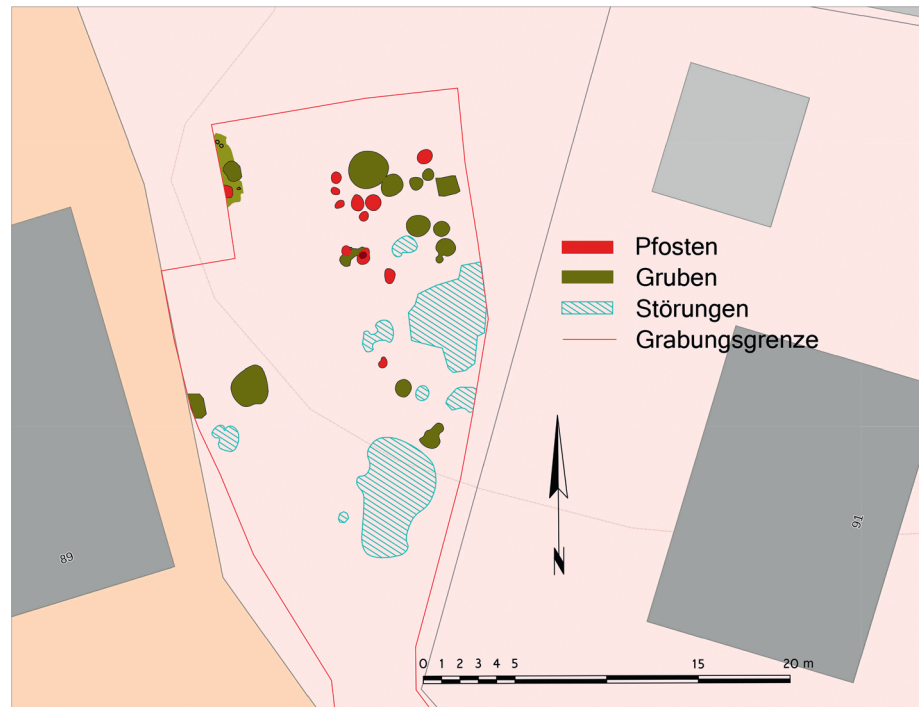 Pfosten
Gruben
Störungen
Grabungsgrenze
89
91
N
0 1 2 3 4 5 15 20 m